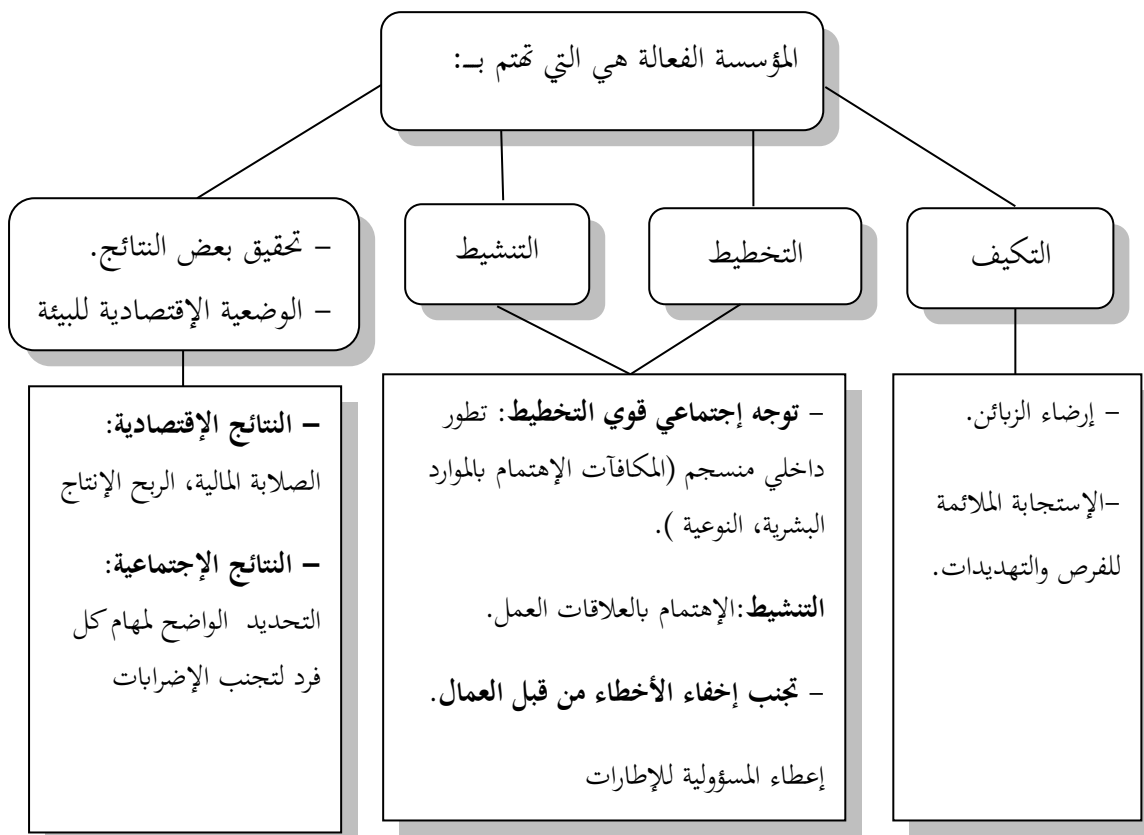 المؤسسة الفعالة هي التي تهتم بـ:
التكيف
التخطيط
التنشيط
– تحقيق بعض النتائج.
– الوضعية الإقتصادية للبيئة
– إرضاء الزبائن.
–الإستجابة الملائمة
للفرص والتهديدات.
– توجه إجتماعي قوي التخطيط: تطور
داخلي منسجم (المكافآت الإهتمام بالموارد
البشرية، النوعية ).
التنشيط:الإهتمام بالعلاقات العمل.
– تجنب إخفاء الأخطاء من قبل العمال.
إعطاء المسؤولية للإطارات
– النتائج الإقتصادية:
الصلابة المالية، الربح الإنتاج
– النتائج الإجتماعية:
التحديد الواضح لمهام كل
فرد لتجنب الإضرابات